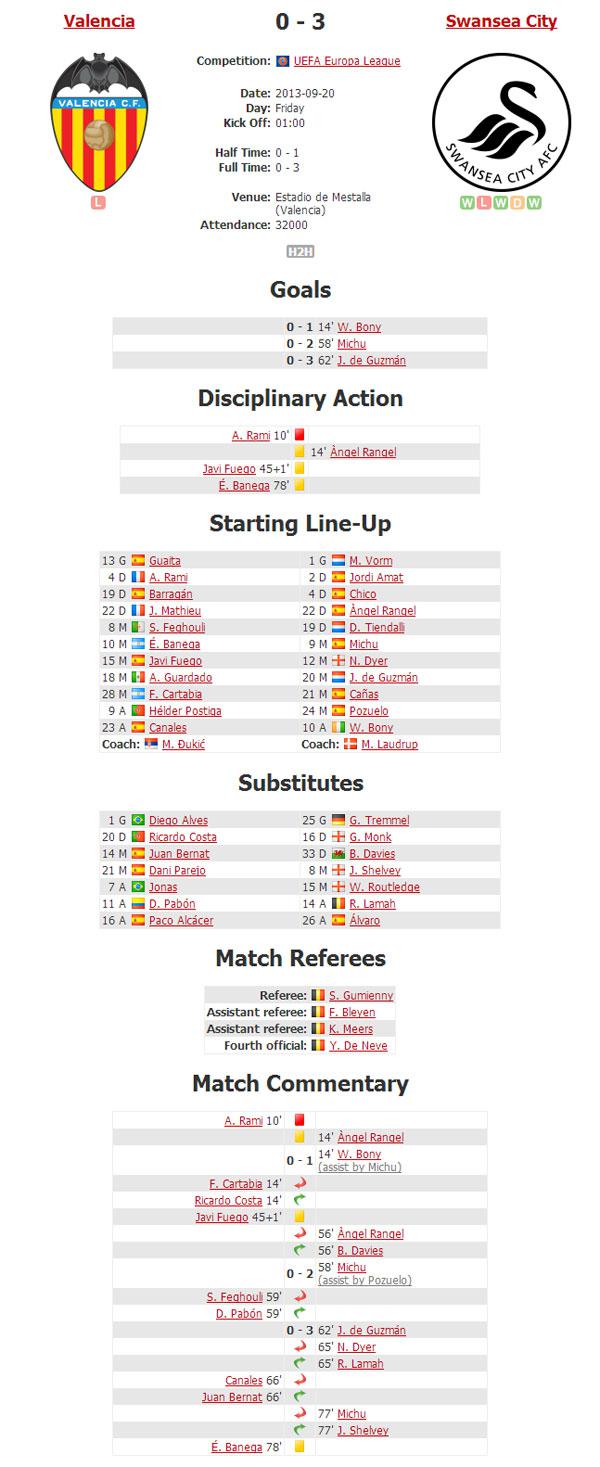 Valencia 0 - 3 Swansea City
Competition: UEFA Europa League
VALENCIA C.F.
SWANSEA CITY AFC
Date: 2013-09-20
Day: Friday
Kick Off: 01:00
Half Time: 0 - 1
Full Time: 0 - 3
Venue: Estadio de Mestalla
(Valencia)
L
W L W D W
Attendance: 32000
H2H
Goals
0 - 1 14' W. Bony
0 - 2 58' Michu
0 - 3 62' J. de Guzmán
Disciplinary Action
A. Rami 10'
14' Àngel Rangel
Javi Fuego 45+1'
É. Banega 78'
Starting Line-Up
13 G Guaita 1 G M. Vorm
4 D A. Rami 2 D Jordi Amat
19 D Barragán 4 D Chico
22 D J. Mathieu 22 D Àngel Rangel
8 M S. Feghouli 19 D D. Tiendalli
10 M É. Banega 9 M Michu
15 M Javi Fuego 12 M N. Dyer
18 M A. Guardado 20 M J. de Guzmán
28 M F. Cartabia 21 M Cañas
9 A Hélder Postiga 24 M Pozuelo
23 A Canales 10 A W. Bony
Coach: M. Đukić Coach: M. Laudrup
Substitutes
1 G Diego Alves 25 G G. Tremmel
20 D Ricardo Costa 16 D G. Monk
14 M Juan Bernat 33 D B. Davies
21 M Dani Parejo 8 M J. Shelvey
7 A Jonas 15 M W. Routledge
11 A D. Pabón 14 A R. Lamah
16 A Paco Alcácer 26 A Álvaro
Match Referees
Referee: S. Gumienny
Assistant referee: F. Bleyen
Assistant referee: K. Meers
Fourth official: Y. De Neve
Match Commentary
A. Rami 10'
14' Àngel Rangel
0 - 1 14' W. Bony
(assist by Michu)
F. Cartabia 14'
Ricardo Costa 14'
Javi Fuego 45+1'
56' Àngel Rangel
56' B. Davies
0 - 2 58' Michu
(assist by Pozuelo)
S. Feghouli 59'
D. Pabón 59'
0 - 3 62' J. de Guzmán
65' N. Dyer
65' R. Lamah
Canales 66'
Juan Bernat 66'
77' Michu
77' J. Shelvey
É. Banega 78'